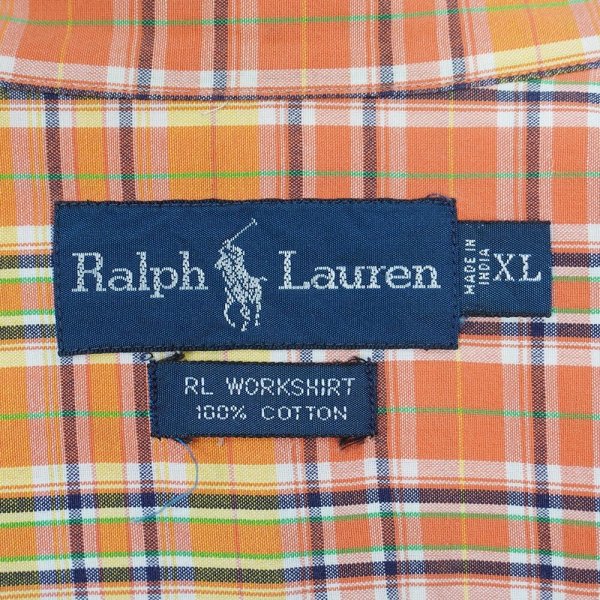 Ralph Lauren
MADE IN
INDIA
XL
RL WORKSHIRT
100% COTTON